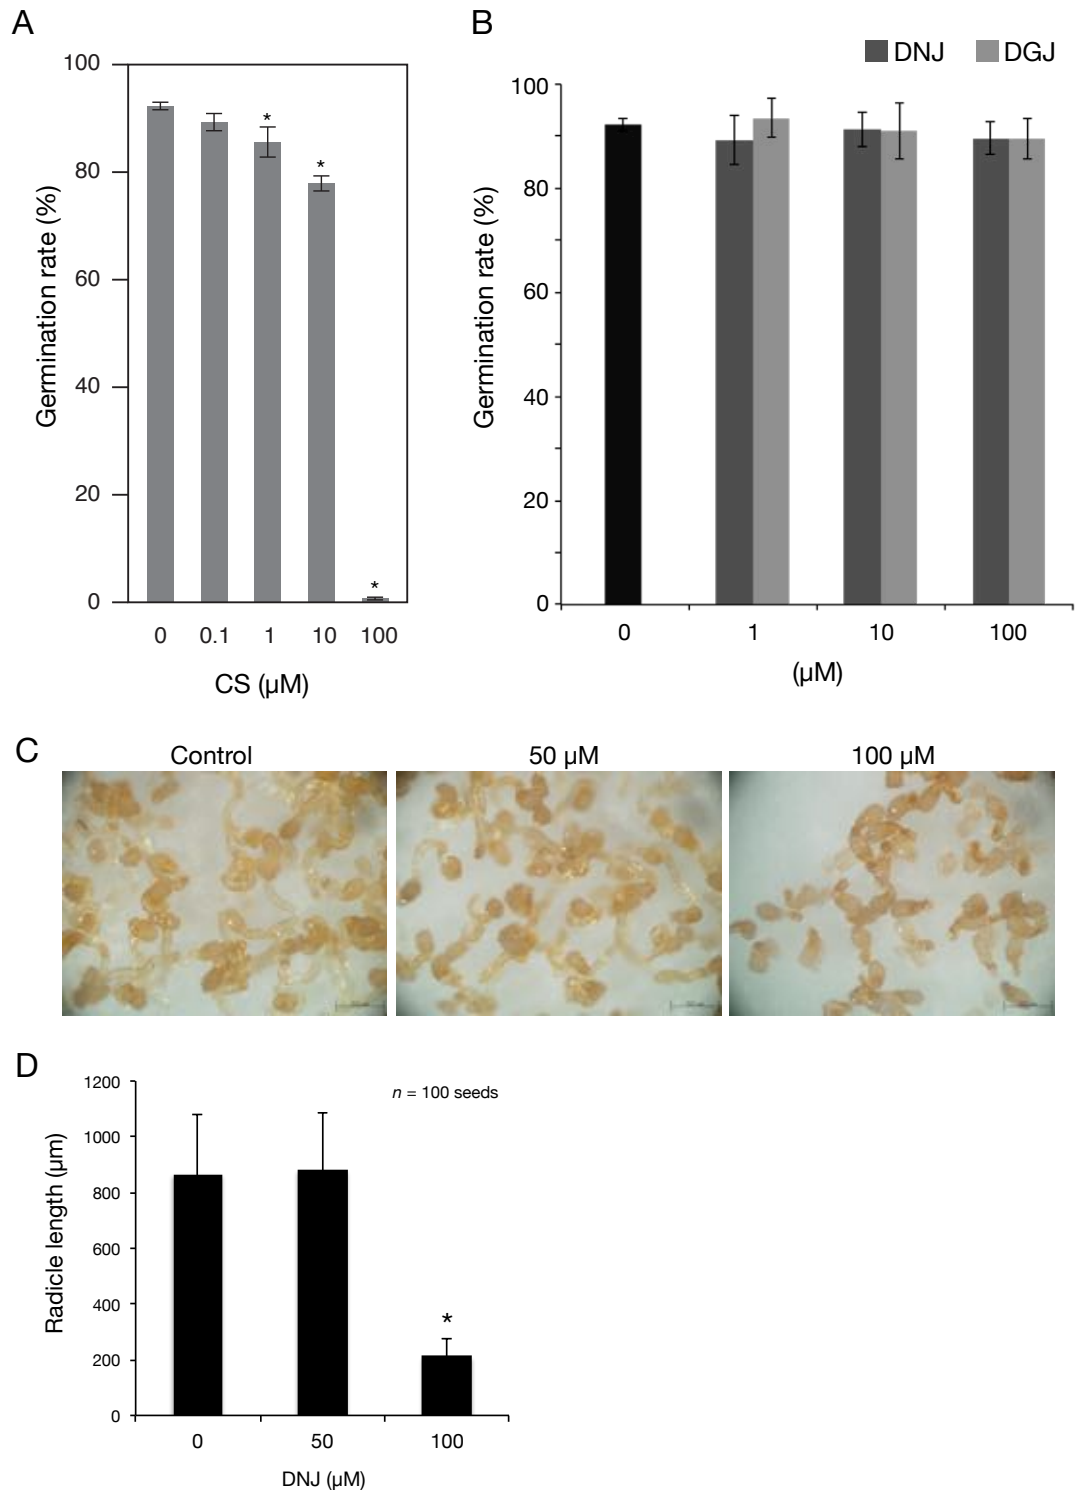 A
100
80
60
40
20
0
Germination rate (%)
*
*
*
0 0.1 1 10 100
CS (µM)
B
DNJ DGJ
100
80
60
40
20
0
Germination rate (%)
0 1 10 100
(µM)
C
Control 50 µM 100 µM
D
1200
1000
800
600
400
200
0
Radicle length (µm)
n = 100 seeds
*
0 50 100
DNJ (µM)